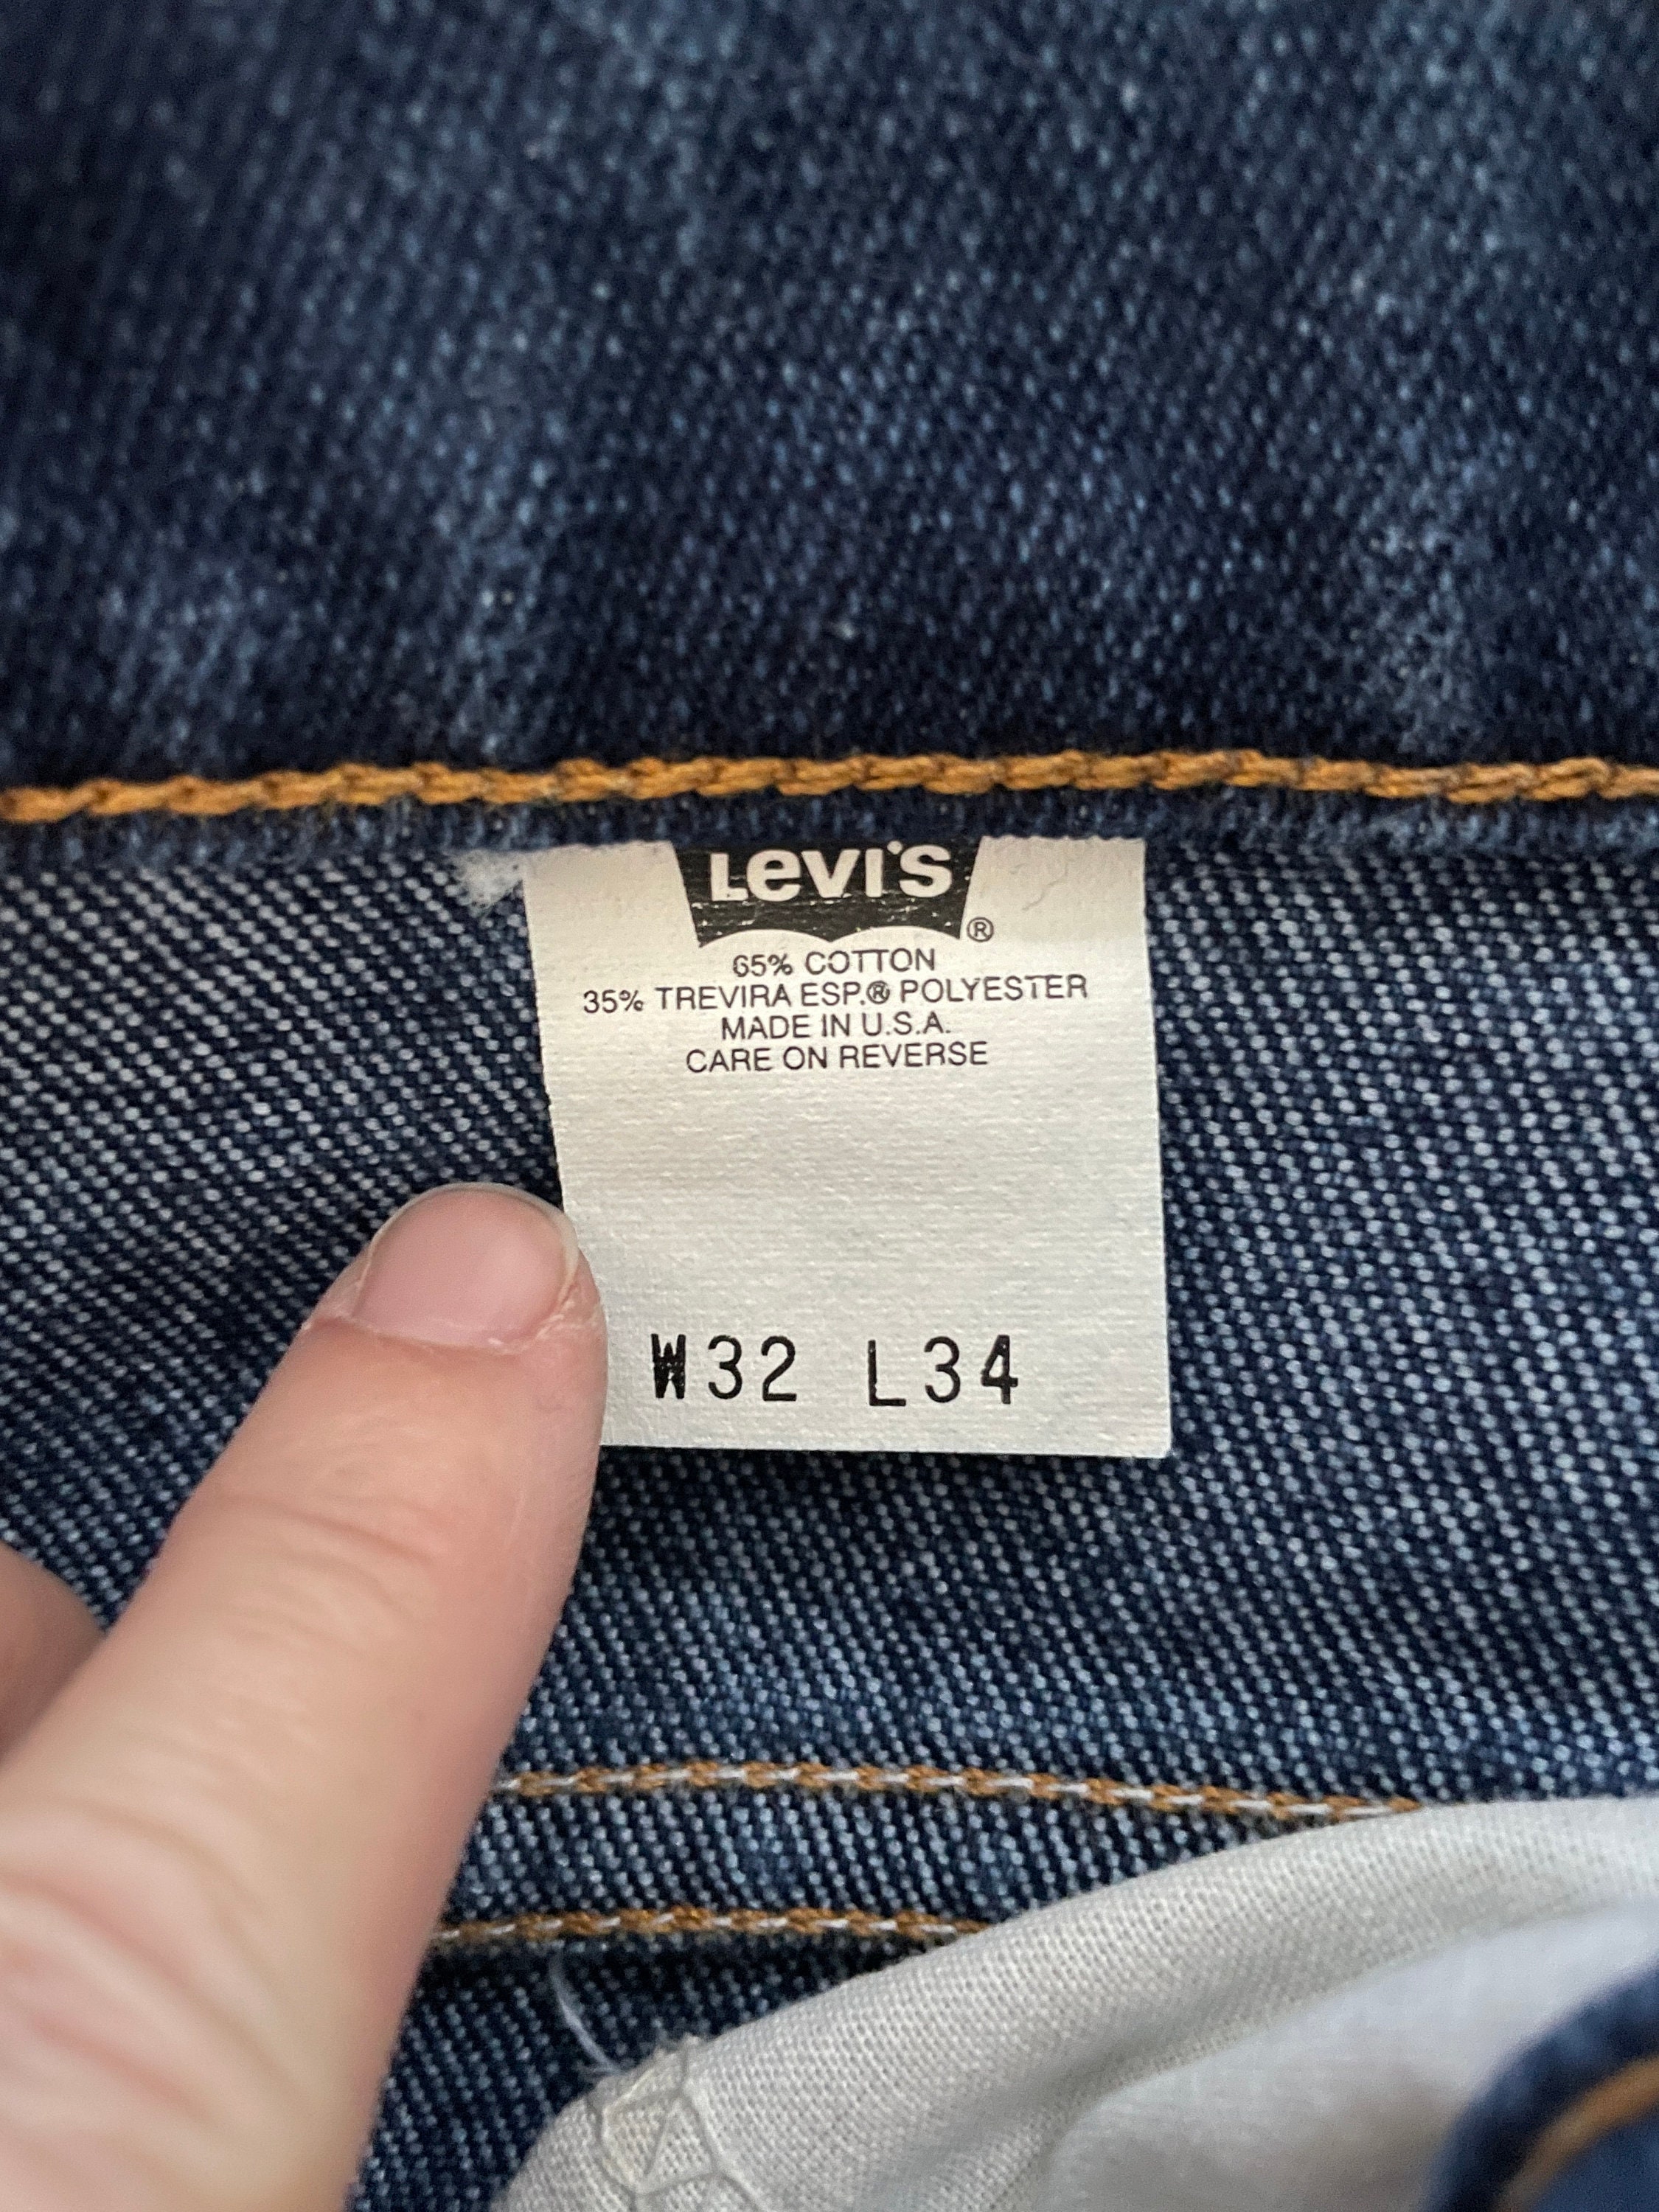 LEVI'S
®
65% COTTON
35% TREVIRA ESP.® POLYESTER
MADE IN U.S.A.
CARE ON REVERSE
W32 L34